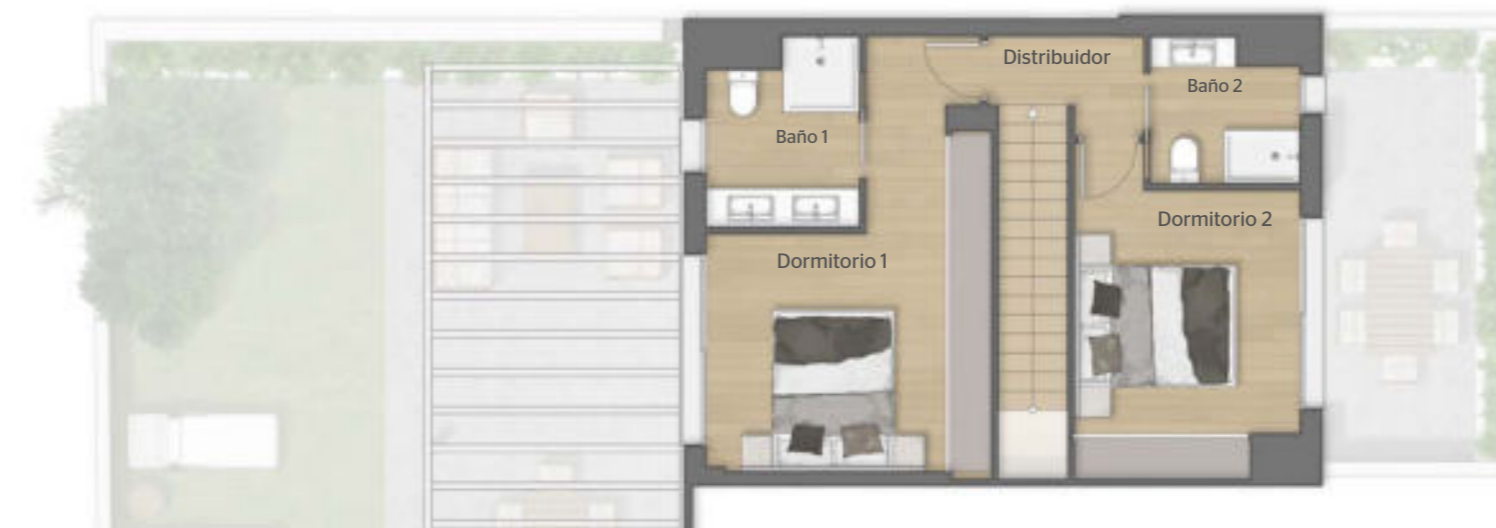 Distribuidor
Baño 2
Baño 1
Dormitorio 2
Dormitorio 1